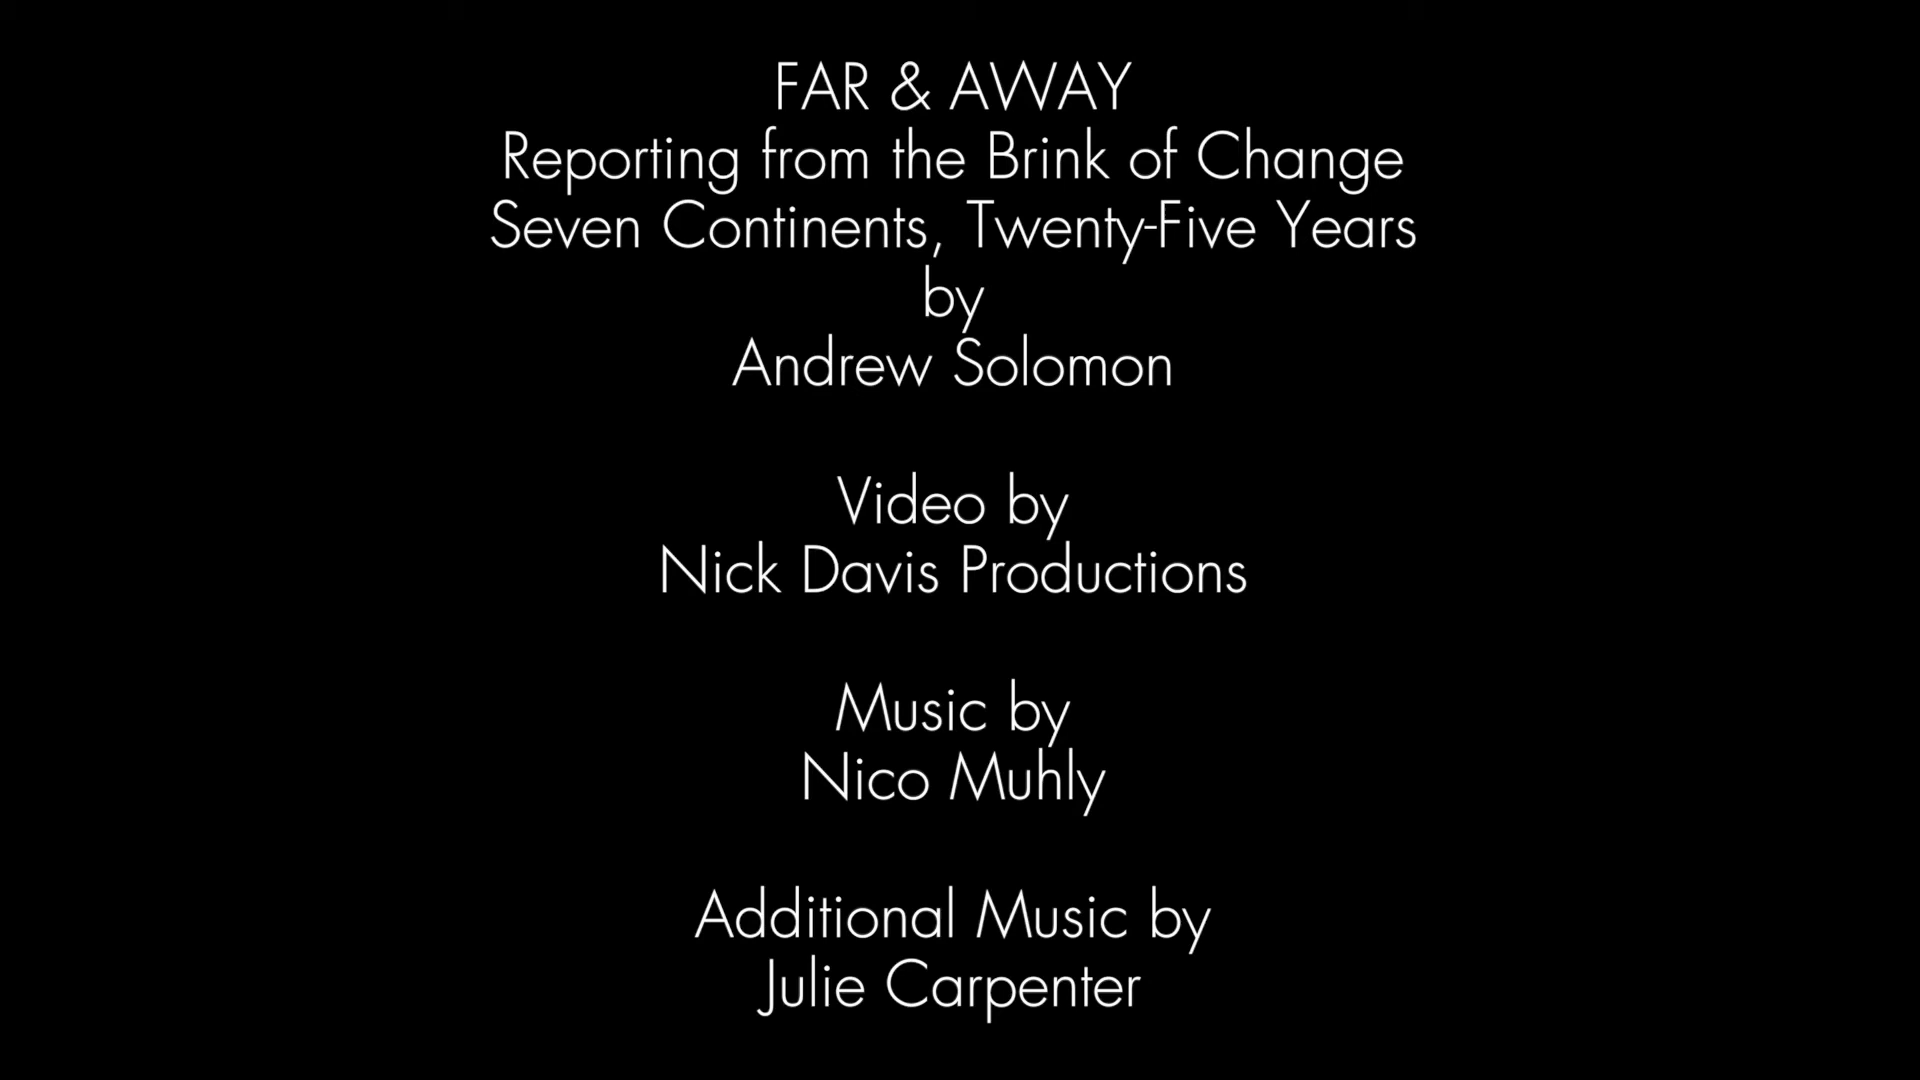 FAR & AWAY
Reporting from the Brink of Change
Seven Continents, Twenty-Five Years
by
Andrew Solomon
Video by
Nick Davis Productions
Music by
Nico Muhly
Additional Music by
Julie Carpenter